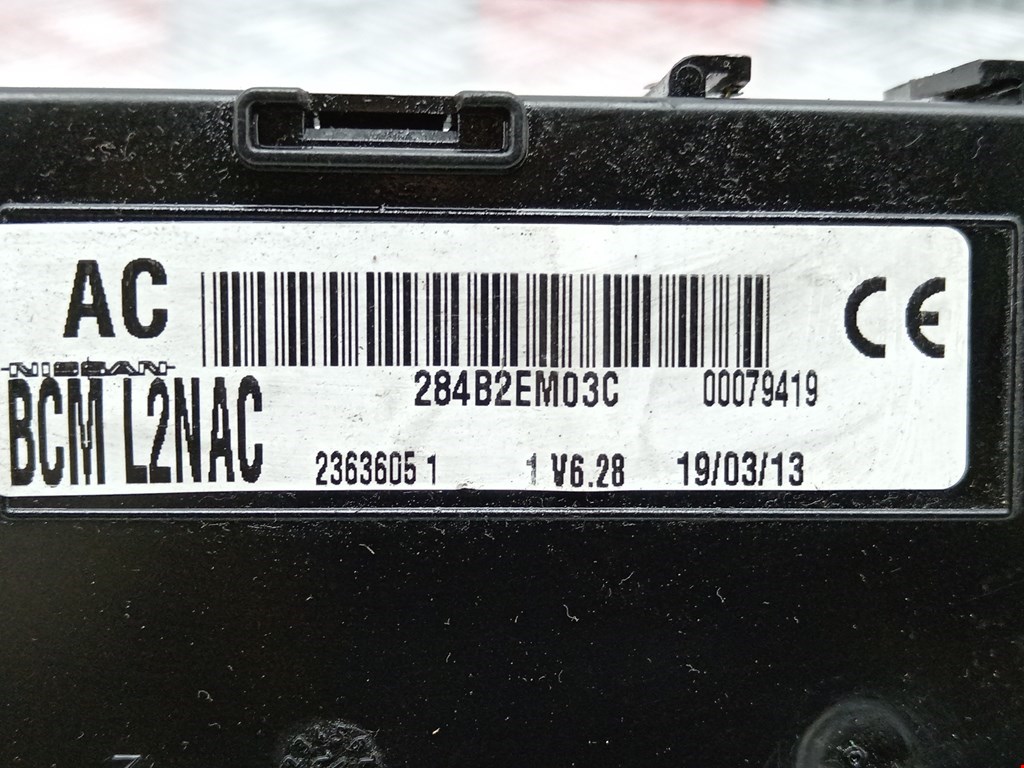 AC
NISSAN
BCM L2NAC
284B2EM03C 00079419
2363605 1 1 V6.28 19/03/13
CE